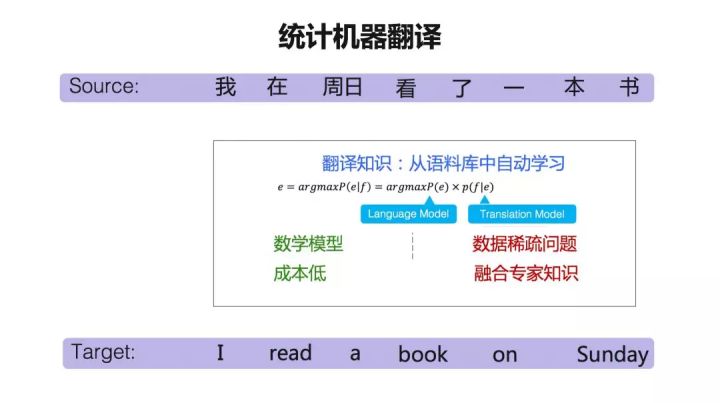 统计机器翻译
Source: 我 在 周日 看 了 一 本 书
翻译知识：从语料库中自动学习
e = argmaxP(e|f) = argmaxP(e) × p(f|e)
Language Model Translation Model
数学模型 数据稀疏问题
成本低 融合专家知识
Target: I read a book on Sunday